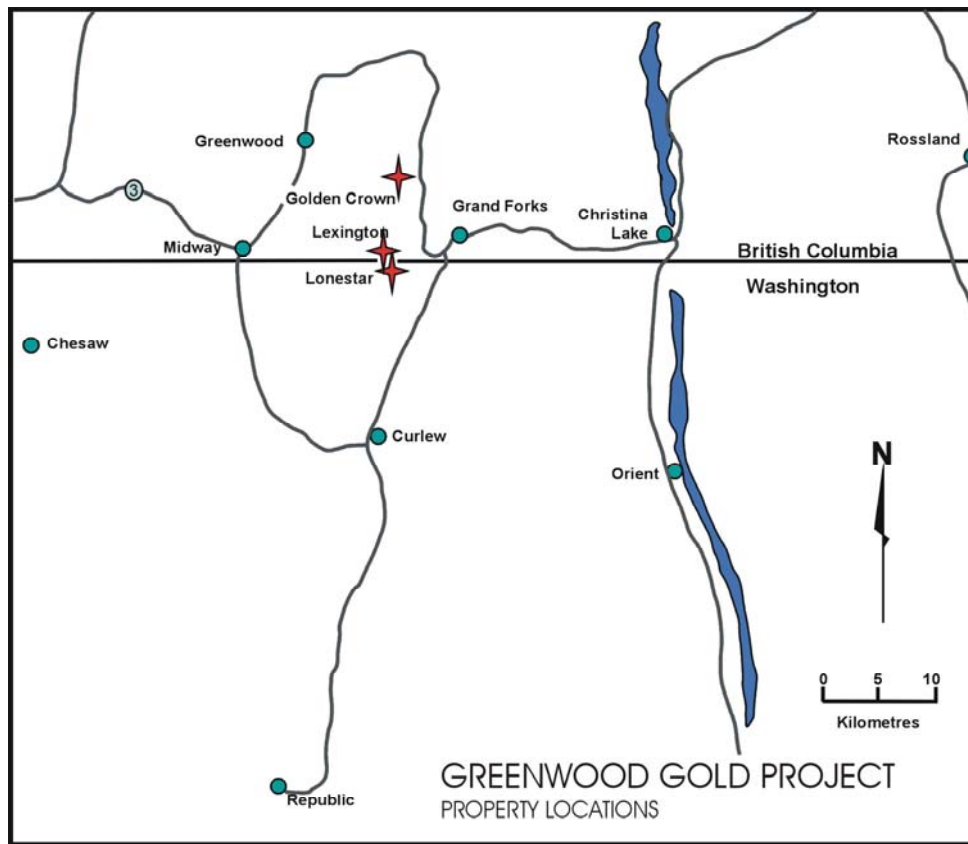 Greenwood
Rossland
3
Golden Crown
Grand Forks
Christina
Lake
Lexington
Midway
British Columbia
Lonestar
Washington
Chesaw
Curlew
N
Orient
0 5 10
Kilometres
GREENWOOD GOLD PROJECT
PROPERTY LOCATIONS
Republic